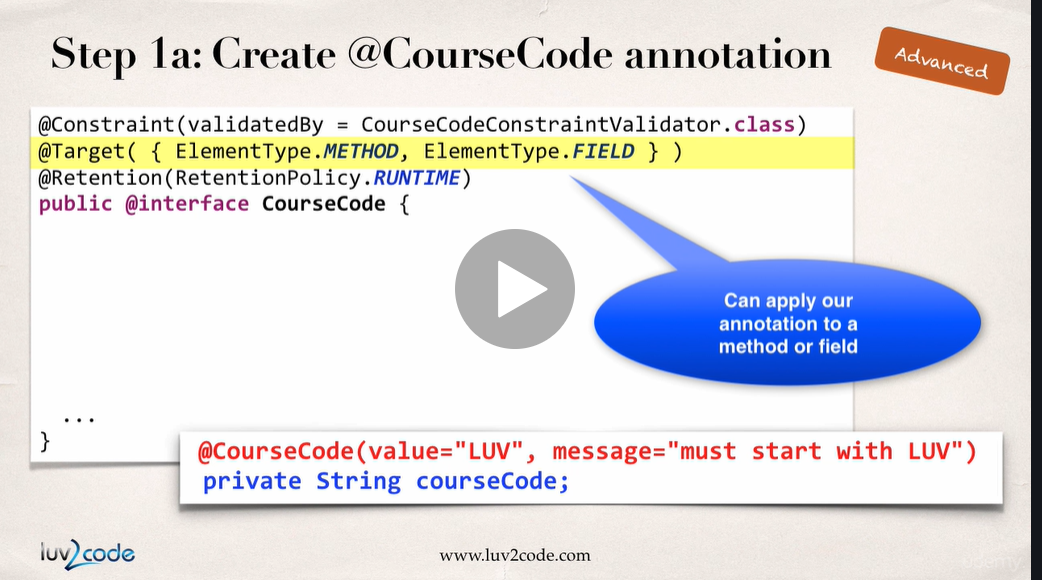 Step 1a: Create @CourseCode annotation
Advanced
@Constraint(validatedBy = CourseCodeConstraintValidator.class)
@Target( { ElementType.METHOD, ElementType.FIELD } )
@Retention(RetentionPolicy.RUNTIME)
public @interface CourseCode {
Can apply our
annotation to a
method or field
...
}
@CourseCode(value="LUV", message="must start with LUV")
private String courseCode;
luv2code
www.luv2code.com